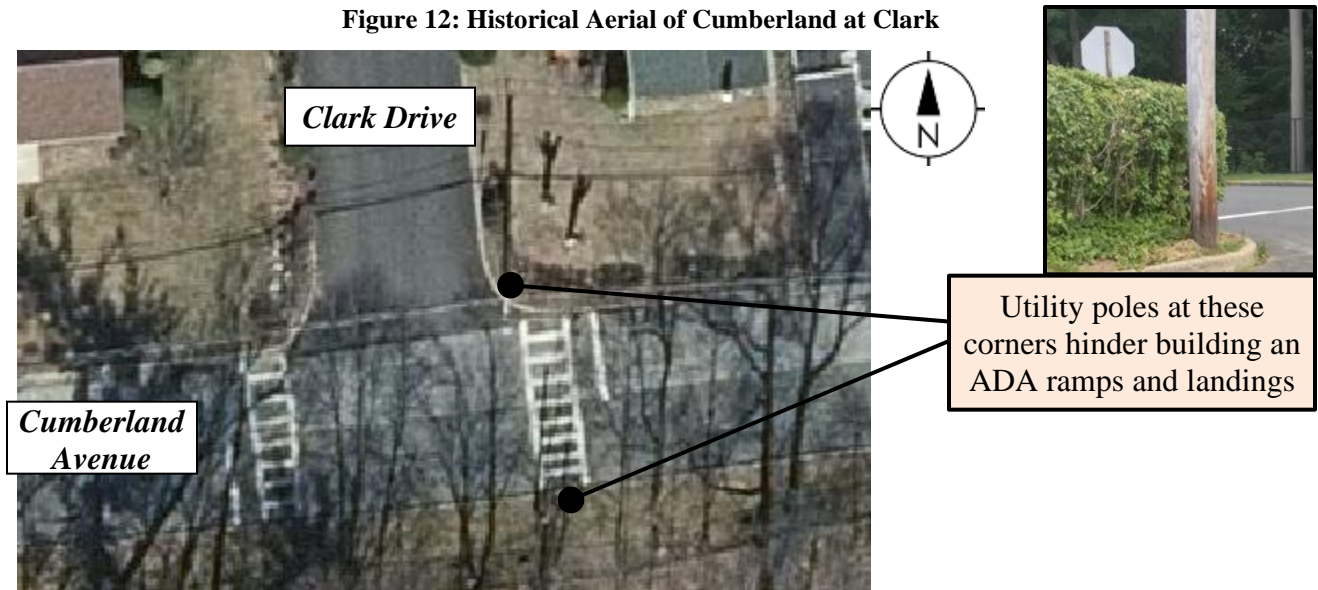 Figure 12: Historical Aerial of Cumberland at Clark
Clark Drive
N
Utility poles at these
corners hinder building an
ADA ramps and landings
Cumberland
Avenue